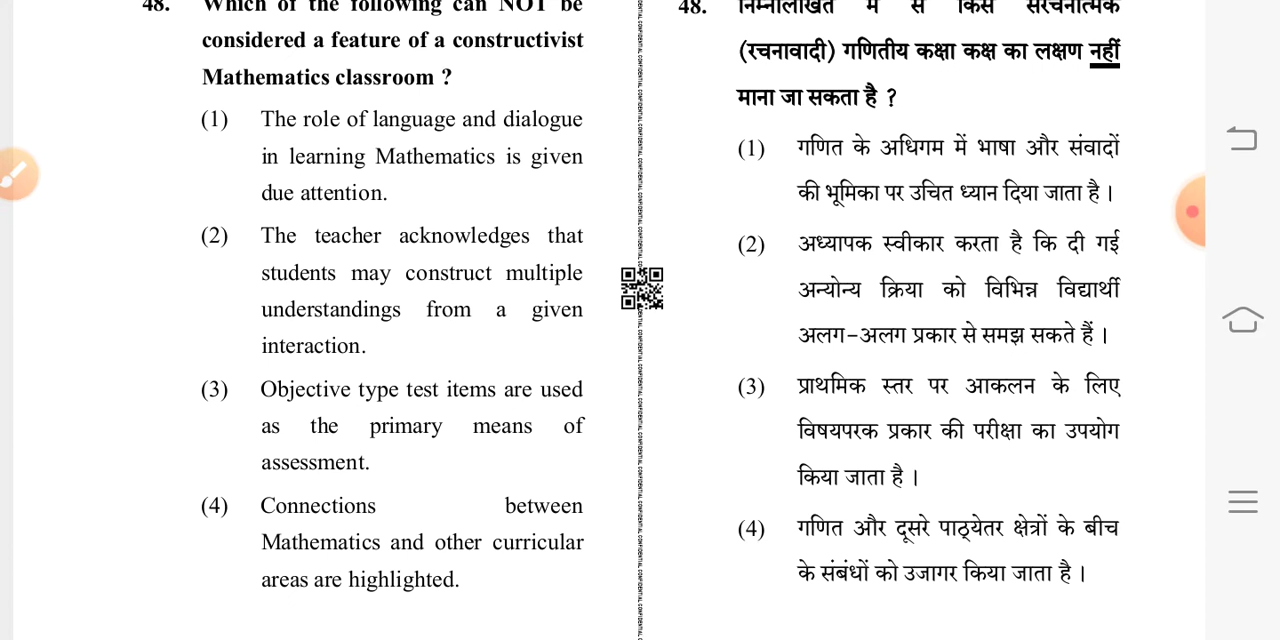 48. Which of the following can NOT be
considered a feature of a constructivist
Mathematics classroom ?
(1) The role of language and dialogue
in learning Mathematics is given
due attention.
(2) The teacher acknowledges that
students may construct multiple
understandings from a given
interaction.
(3) Objective type test items are used
as the primary means of
assessment.
(4) Connections between
Mathematics and other curricular
areas are highlighted.
48. निम्नलिखित में से किसे संरचनात्मक
(रचनावादी) गणितीय कक्षा कक्ष का लक्षण नहीं
माना जा सकता है ?
(1) गणित के अधिगम में भाषा और संवादों
की भूमिका पर उचित ध्यान दिया जाता है ।
(2) अध्यापक स्वीकार करता है कि दी गई
अन्योन्य क्रिया को विभिन्न विद्यार्थी
अलग-अलग प्रकार से समझ सकते हैं ।
(3) प्राथमिक स्तर पर आकलन के लिए
विषयपरक प्रकार की परीक्षा का उपयोग
किया जाता है ।
(4) गणित और दूसरे पाठ्येतर क्षेत्रों के बीच
के संबंधों को उजागर किया जाता है ।